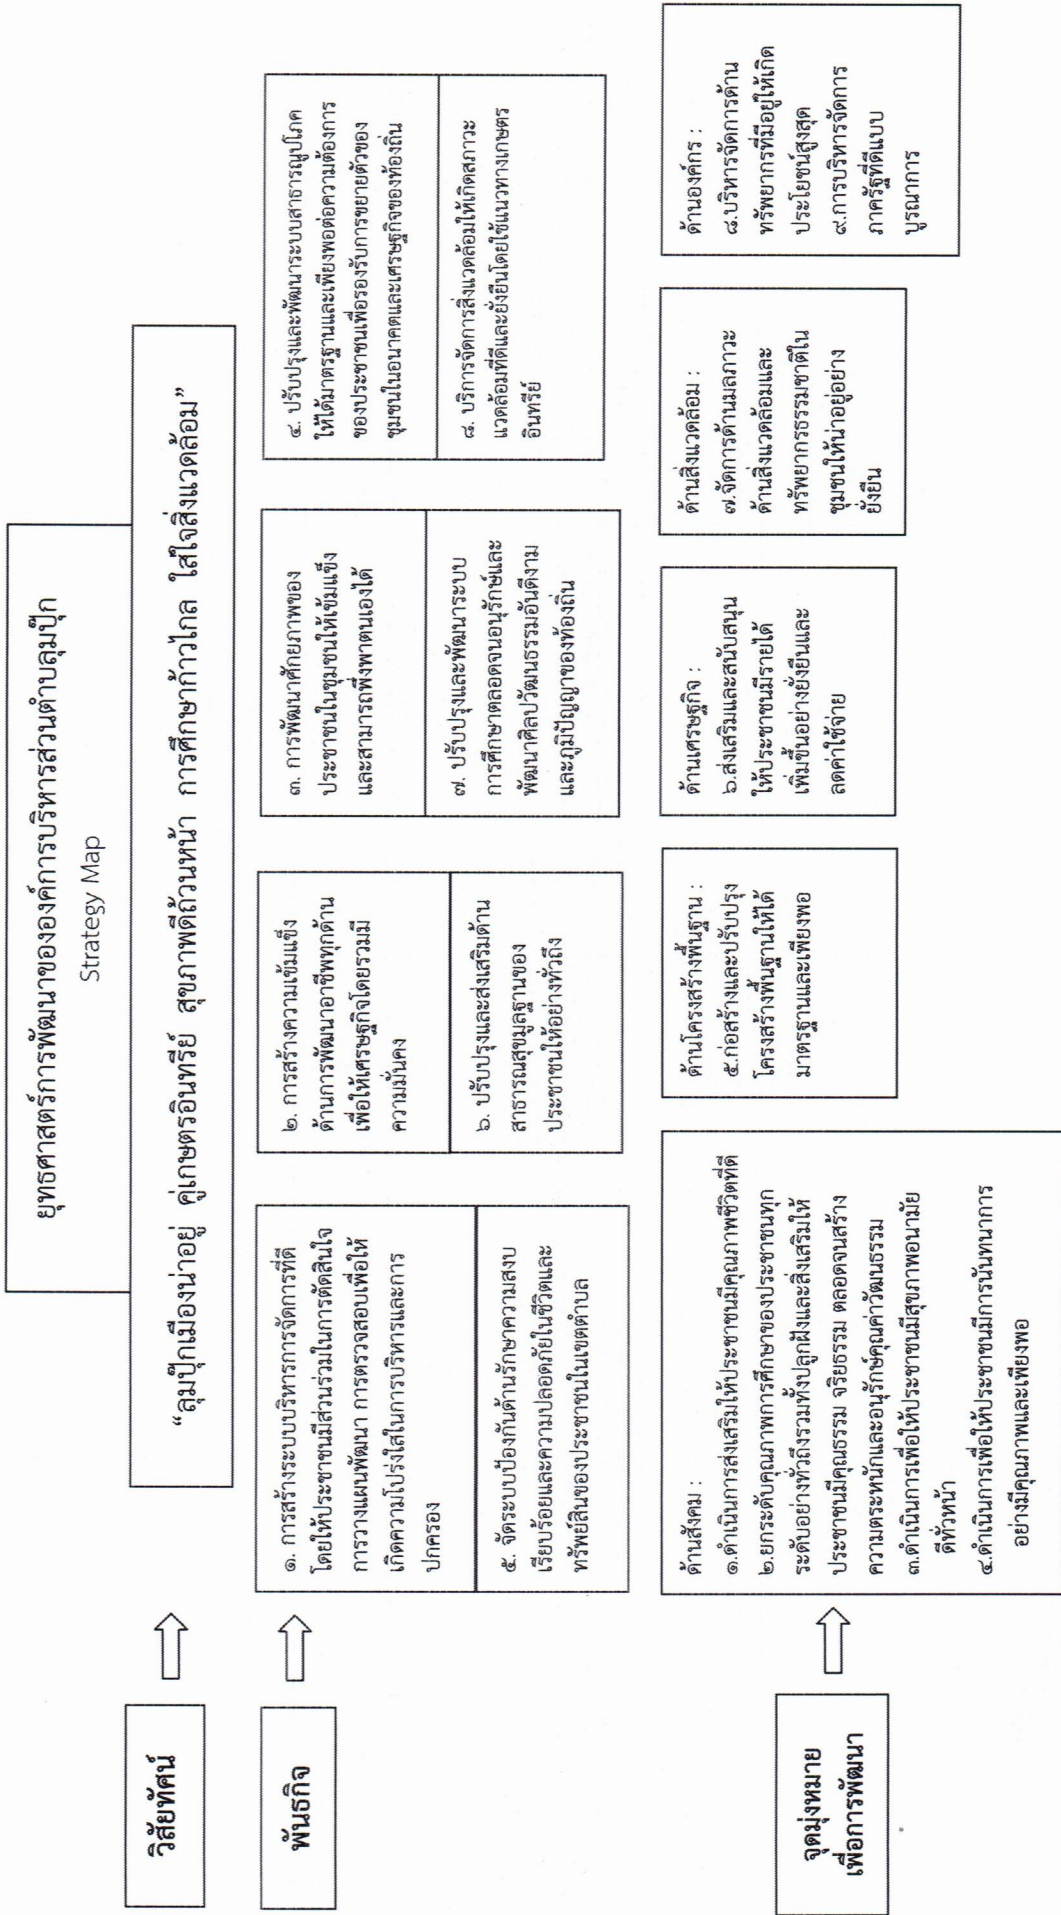 ยุทธศาสตร์การพัฒนาขององค์การบริหารส่วนตำบลลุมปุ๊ก
Strategy Map
วิสัยทัศน์
“ลุมปุ๊กเมืองน่าอยู่ คู่เกษตรอินทรีย์ สุขภาพดีถ้วนหน้า การศึกษาก้าวไกล ใส่ใจสิ่งแวดล้อม”
พันธกิจ
๑. การสร้างระบบบริหารการจัดการที่ดี
โดยให้ประชาชนมีส่วนร่วมในการตัดสินใจ
การวางแผนพัฒนา การตรวจสอบเพื่อให้
เกิดความโปร่งใสในการบริหารและการ
ปกครอง
๒. การสร้างความเข้มแข็ง
ด้านการพัฒนาอาชีพทุกด้าน
เพื่อให้เศรษฐกิจโดยรวมมี
ความมั่นคง
๓. การพัฒนาศักยภาพของ
ประชาชนในชุมชนให้เข้มแข็ง
และสามารถพึ่งพาตนเองได้
๔. ปรับปรุงและพัฒนาระบบสาธารณูปโภค
ให้ได้มาตรฐานและเพียงพอต่อความต้องการ
ของประชาชนเพื่อรองรับการขยายตัวของ
ชุมชนในอนาคตและเศรษฐกิจของท้องถิ่น
๕. จัดระบบป้องกันด้านรักษาความสงบ
เรียบร้อยและความปลอดภัยในชีวิตและ
ทรัพย์สินของประชาชนในเขตตำบล
๖. ปรับปรุงและส่งเสริมด้าน
สาธารณสุขมูลฐานของ
ประชาชนให้อย่างทั่วถึง
๗. ปรับปรุงและพัฒนาระบบ
การศึกษาตลอดจนอนุรักษ์และ
พัฒนาศิลปวัฒนธรรมอันดีงาม
และภูมิปัญญาของท้องถิ่น
๘. บริการจัดการสิ่งแวดล้อมให้เกิดสภาวะ
แวดล้อมที่ดีและยั่งยืนโดยใช้แนวทางเกษตร
อินทรีย์
จุดมุ่งหมาย
เพื่อการพัฒนา
ด้านสังคม :
๑.ดำเนินการส่งเสริมให้ประชาชนมีคุณภาพชีวิตที่ดี
๒.ยกระดับคุณภาพการศึกษาของประชาชนทุก
ระดับอย่างทั่วถึงรวมทั้งปลูกฝังและสิ่งเสริมให้
ประชาชนมีคุณธรรม จริยธรรม ตลอดจนสร้าง
ความตระหนักและอนุรักษ์คุณค่าวัฒนธรรม
๓.ดำเนินการเพื่อให้ประชาชนมีสุขภาพอนามัย
ดีทั่วหน้า
๔.ดำเนินการเพื่อให้ประชาชนมีการนันทนาการ
อย่างมีคุณภาพและเพียงพอ
ด้านโครงสร้างพื้นฐาน :
๕.ก่อสร้างและปรับปรุง
โครงสร้างพื้นฐานให้ได้
มาตรฐานและเพียงพอ
ด้านเศรษฐกิจ :
๖.ส่งเสริมและสนับสนุน
ให้ประชาชนมีรายได้
เพิ่มขึ้นอย่างยั่งยืนและ
ลดค่าใช้จ่าย
ด้านสิ่งแวดล้อม :
๗.จัดการด้านมลภาวะ
ด้านสิ่งแวดล้อมและ
ทรัพยากรธรรมชาติใน
ชุมชนให้น่าอยู่อย่าง
ยั่งยืน
ด้านองค์กร :
๘.บริหารจัดการด้าน
ทรัพยากรที่มีอยู่ให้เกิด
ประโยชน์สูงสุด
๙.การบริหารจัดการ
ภาครัฐที่ดีแบบ
บูรณาการ